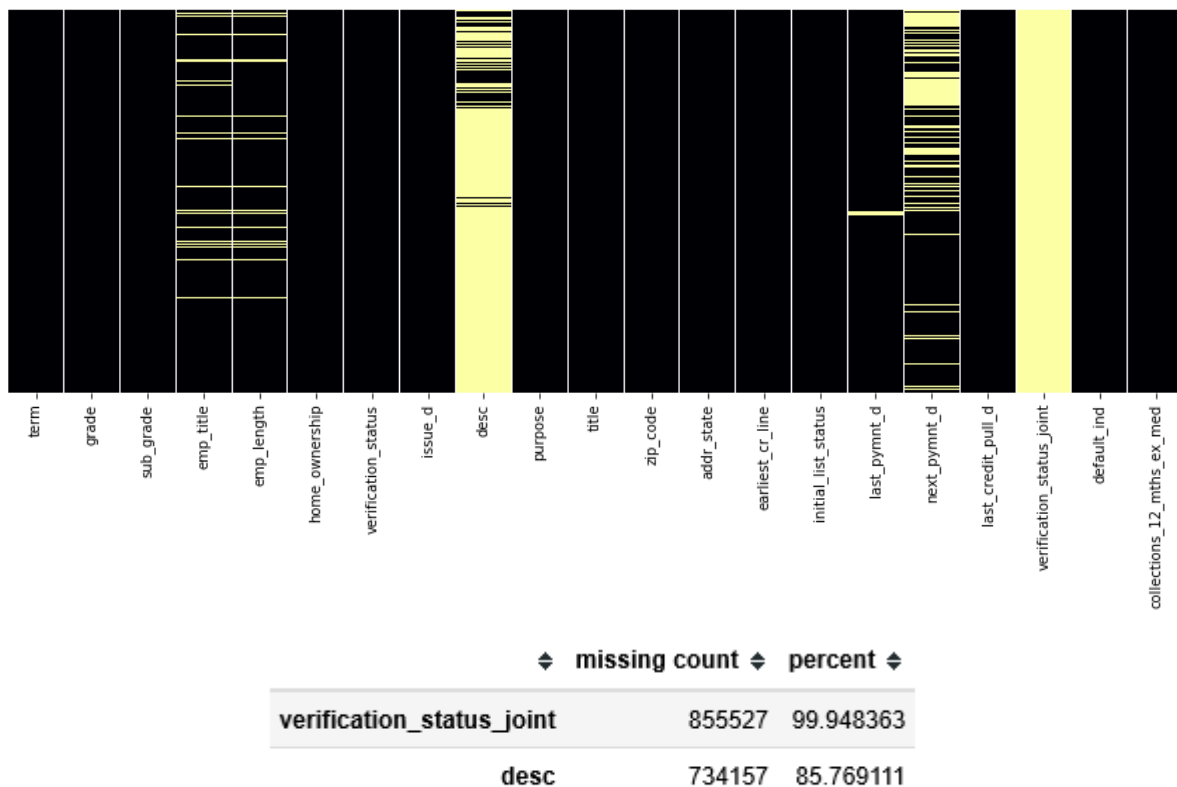 term
grade
sub_grade
emp_title
emp_length
home_ownership
verification_status
issue_d
desc
purpose
title
zip_code
addr_state
earliest_cr_line
initial_list_status
last_pymnt_d
next_pymnt_d
last_credit_pull_d
verification_status_joint
default_ind
collections_12_mths_ex_med
missing count percent
verification_status_joint 855527 99.948363
desc 734157 85.769111